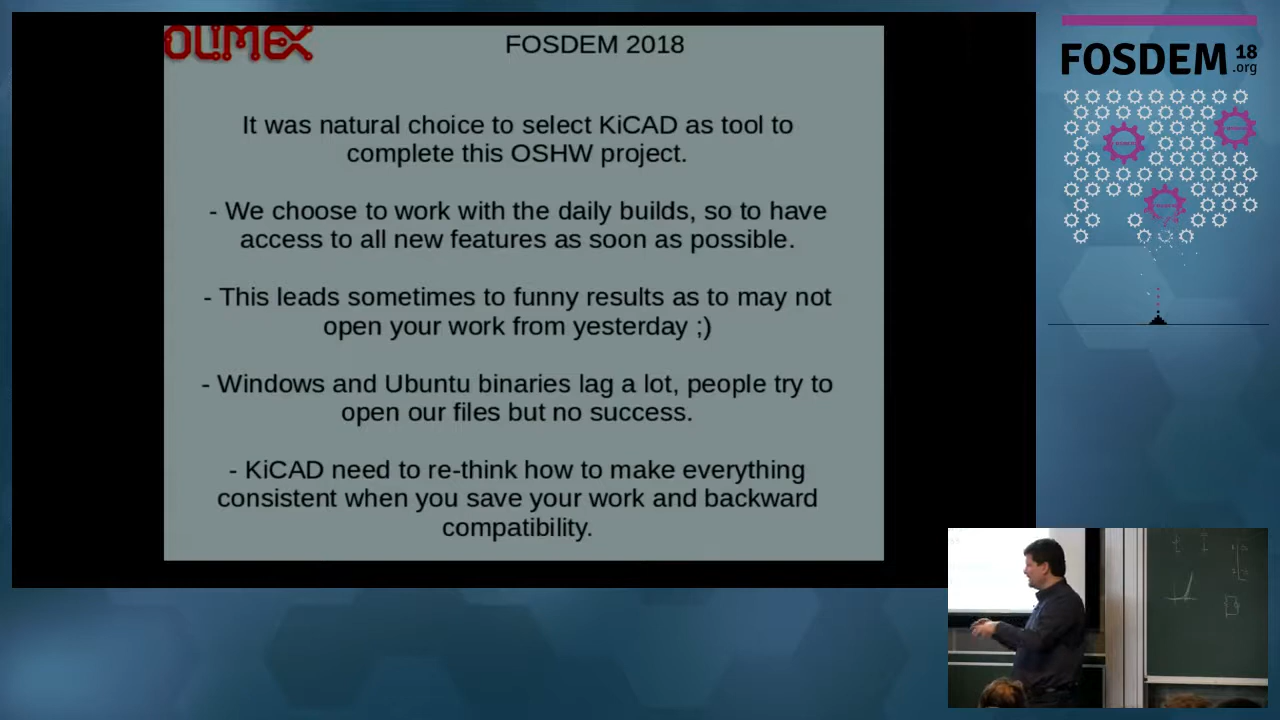 OLIMEX
FOSDEM 2018
It was natural choice to select KiCAD as tool to
complete this OSHW project.
- We choose to work with the daily builds, so to have
access to all new features as soon as possible.
- This leads sometimes to funny results as to may not
open your work from yesterday ;)
- Windows and Ubuntu binaries lag a lot, people try to
open our files but no success.
- KiCAD need to re-think how to make everything
consistent when you save your work and backward
compatibility.
FOSDEM 18
.org